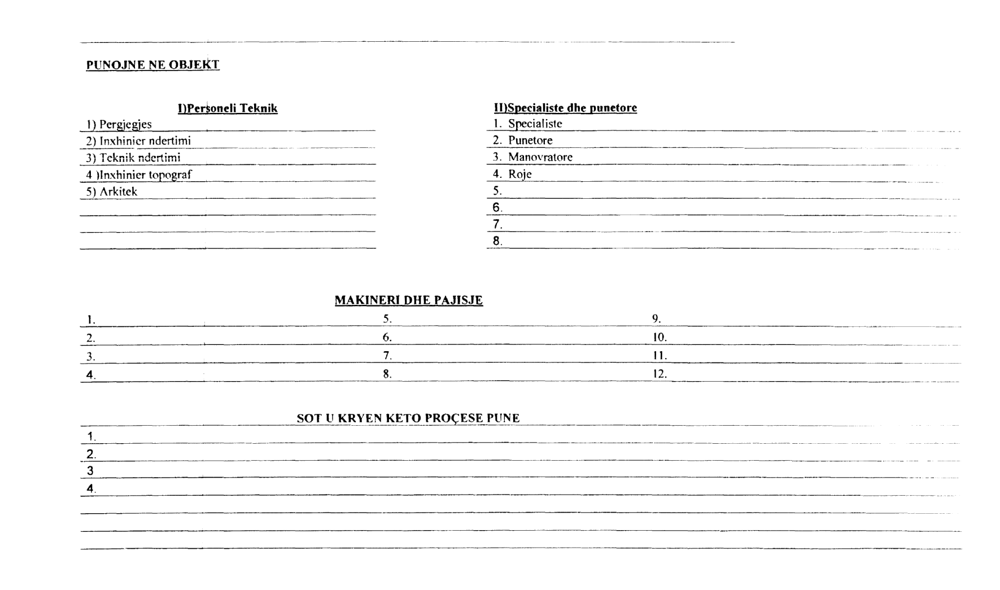 PUNOJNE NE OBJEKT
I)Personeli Teknik
1) Pergjegjes
2) Inxhinier ndertimi
3) Teknik ndertimi
4 )Inxhinier topograf
5) Arkitek
II)Specialiste dhe punetore
1. Specialiste
2. Punetore
3. Manovratore
4. Roje
5.
6.
7.
8.
MAKINERI DHE PAJISJE
1. 5. 9.
2. 6. 10.
3. 7. 11.
4. 8. 12.
SOT U KRYEN KETO PROÇESE PUNE
1.
2.
3
4.